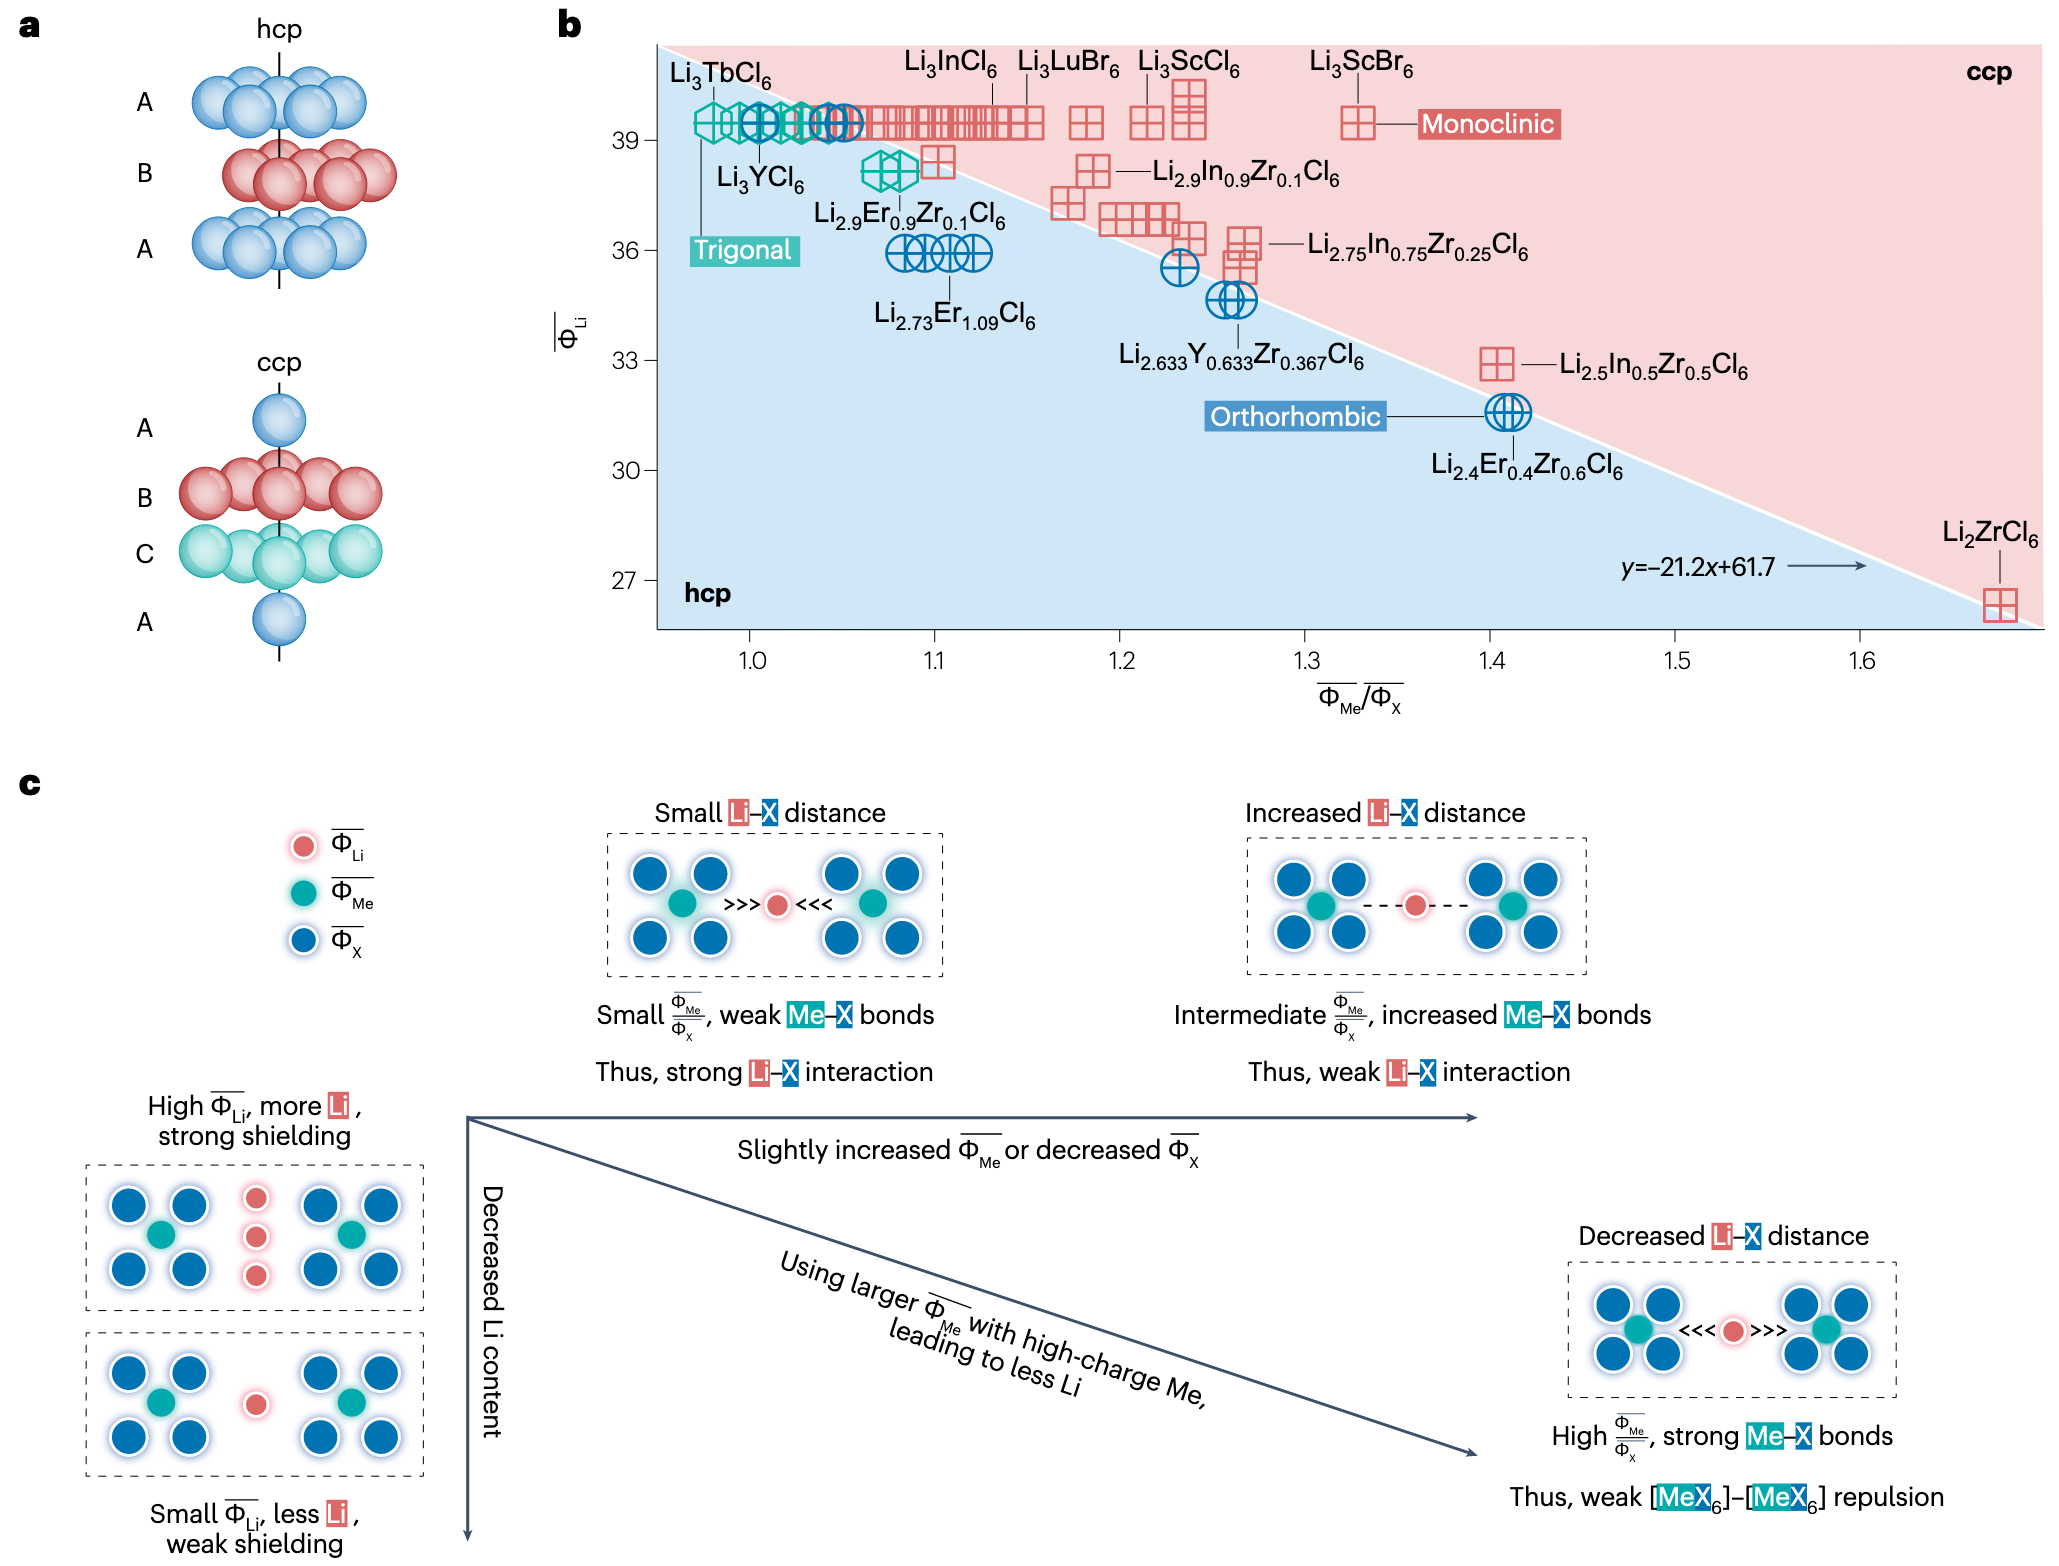 a
hcp
A
B
A
ccp
A
B
C
A
b
ccp
Li3TbCl6
Li3InCl6
Li3LuBr6
Li3ScCl6
Li3ScBr6
Monoclinic
Li3YCl6
Li2.9In0.9Zr0.1Cl6
Li2.9Er0.9Zr0.1Cl6
Trigonal
Li2.75In0.75Zr0.25Cl6
Li2.73Er1.09Cl6
Li2.633Y0.633Zr0.367Cl6
Li2.5In0.5Zr0.5Cl6
Orthorhombic
Li2.4Er0.4Zr0.6Cl6
Li2ZrCl6
y=–21.2x+61.7
hcp
39
36
33
30
27
Φ̅Li
1.0
1.1
1.2
1.3
1.4
1.5
1.6
Φ̅Me/Φ̅X
c
Φ̅Li
Φ̅Me
Φ̅X
Small Li–X distance
>>> <<<
Small Φ̅Me/Φ̅X, weak Me–X bonds
Thus, strong Li–X interaction
Increased Li–X distance
Intermediate Φ̅Me/Φ̅X, increased Me–X bonds
Thus, weak Li–X interaction
High Φ̅Li, more Li,
strong shielding
Small Φ̅Li, less Li,
weak shielding
Slightly increased Φ̅Me or decreased Φ̅X
Decreased Li content
Using larger Φ̅Me with high-charge Me,
leading to less Li
Decreased Li–X distance
<<< >>>
High Φ̅Me/Φ̅X, strong Me–X bonds
Thus, weak [MeX6]–[MeX6] repulsion